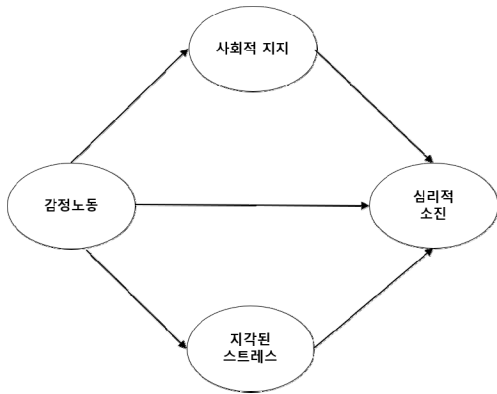 사회적 지지
감정노동
심리적
소진
지각된
스트레스